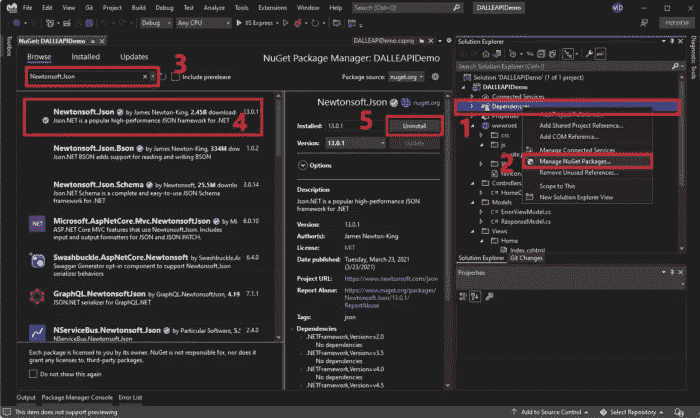 File Edit View Git Project Build Debug Test Analyze Tools Extensions Window Help Search (Ctrl+Q) DALLEAPIDemo
Debug Any CPU IIS Express PREVIEW
Toolbox
NuGet: DALLEAPIDemo DALLEAPIDemo.csproj
Browse Installed Updates NuGet Package Manager: DALLEAPIDemo
3
Newtonsoft.Json Include prerelease Package source: nuget.org
Newtonsoft.Json by James Newton-King, 2.45B download 13.0.1
Json.NET is a popular high-performance JSON framework for .NET
4
Newtonsoft.Json.Bson by James Newton-King, 334M dow 1.0.2
Json.NET BSON adds support for reading and writing BSON
Newtonsoft.Json.Schema by Newtonsoft, 25.5M downl 3.0.14
Json.NET Schema is a complete and easy-to-use JSON Schema framework for .NET
Microsoft.AspNetCore.Mvc.NewtonsoftJson by M 6.0.10
ASP.NET Core MVC features that use Newtonsoft.Json. Includes input and output formatters for JSON and JSON PATCH.
Swashbuckle.AspNetCore.Newtonsoft by Swash 6.4.0
Swagger Generator opt-in component to support Newtonsoft.Json serializer behaviors
GraphQL.NewtonsoftJson by GraphQL.NewtonsoftJson, 4.19 7.1.1
JSON.NET serializer for GraphQL.NET
NServiceBus.Newtonsoft.Json by Particular Software, 5.5 2.4.0
Each package is licensed to you by its owner. NuGet is not responsible for, nor does it
grant any licenses to, third-party packages.
Do not show this again
Newtonsoft.Json nuget.org
5
Installed: 13.0.1 Uninstall
Version: 13.0.1 Update
Options
Description
Json.NET is a popular high-performance JSON framework for .NET
Version: 13.0.1
Author(s): James Newton-King
License: MIT
Date published: Tuesday, March 23, 2021
(3/23/2021)
Project URL: https://www.newtonsoft.com/json
Report Abuse: https://www.nuget.org/packages/
Newtonsoft.Json/13.0.1/
ReportAbuse
Tags: json
Dependencies
.NETFramework,Version=v2.0
No dependencies
.NETFramework,Version=v3.5
No dependencies
.NETFramework,Version=v4.0
No dependencies
.NETFramework,Version=v4.5
Solution Explorer
Search Solution Explorer (Ctrl+;)
Solution 'DALLEAPIDemo' (1 of 1 project)
DALLEAPIDemo
Connected Services
Dependenc
1
wwwroot
css
js
2
Controllers
HomeC
Models
ErrorViewModel.cs
ResponseModel.cs
Views
Home
Index.cshtml
Add Project Reference...
Add Shared Project Reference...
Add COM Reference...
Manage Connected Services
Manage NuGet Packages...
Remove Unused References...
Scope to This
New Solution Explorer View
Solution Explorer Git Changes
Properties
Diagnostic Tools
Output Package Manager Console Error List
This item does not support previewing Add to Source Control Select Repository